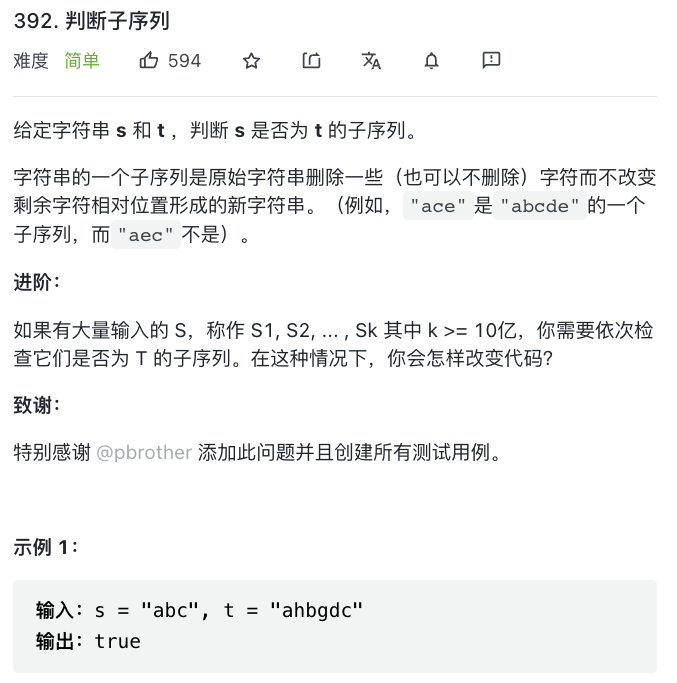 392. 判断子序列
难度 简单 594
给定字符串 s 和 t ，判断 s 是否为 t 的子序列。
字符串的一个子序列是原始字符串删除一些（也可以不删除）字符而不改变
剩余字符相对位置形成的新字符串。（例如，"ace"是"abcde"的一个
子序列，而"aec"不是）。
进阶：
如果有大量输入的 S，称作 S1, S2, ... , Sk 其中 k >= 10亿，你需要依次检
查它们是否为 T 的子序列。在这种情况下，你会怎样改变代码？
致谢：
特别感谢 @pbrother 添加此问题并且创建所有测试用例。
示例 1：
输入：s = "abc", t = "ahbgdc"
输出：true